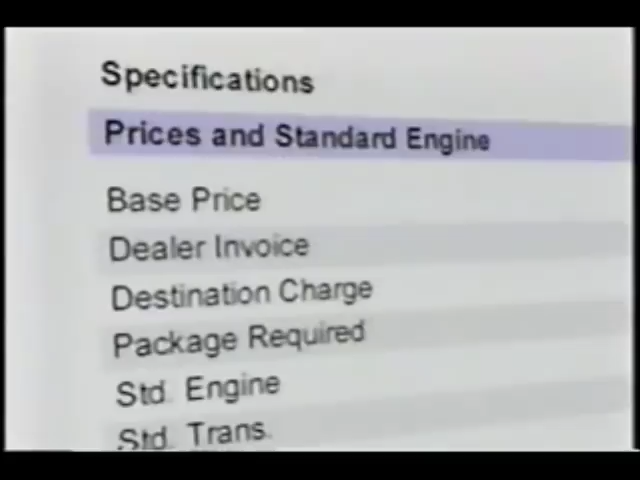 Specifications
Prices and Standard Engine
Base Price
Dealer Invoice
Destination Charge
Package Required
Std. Engine
Std. Trans.